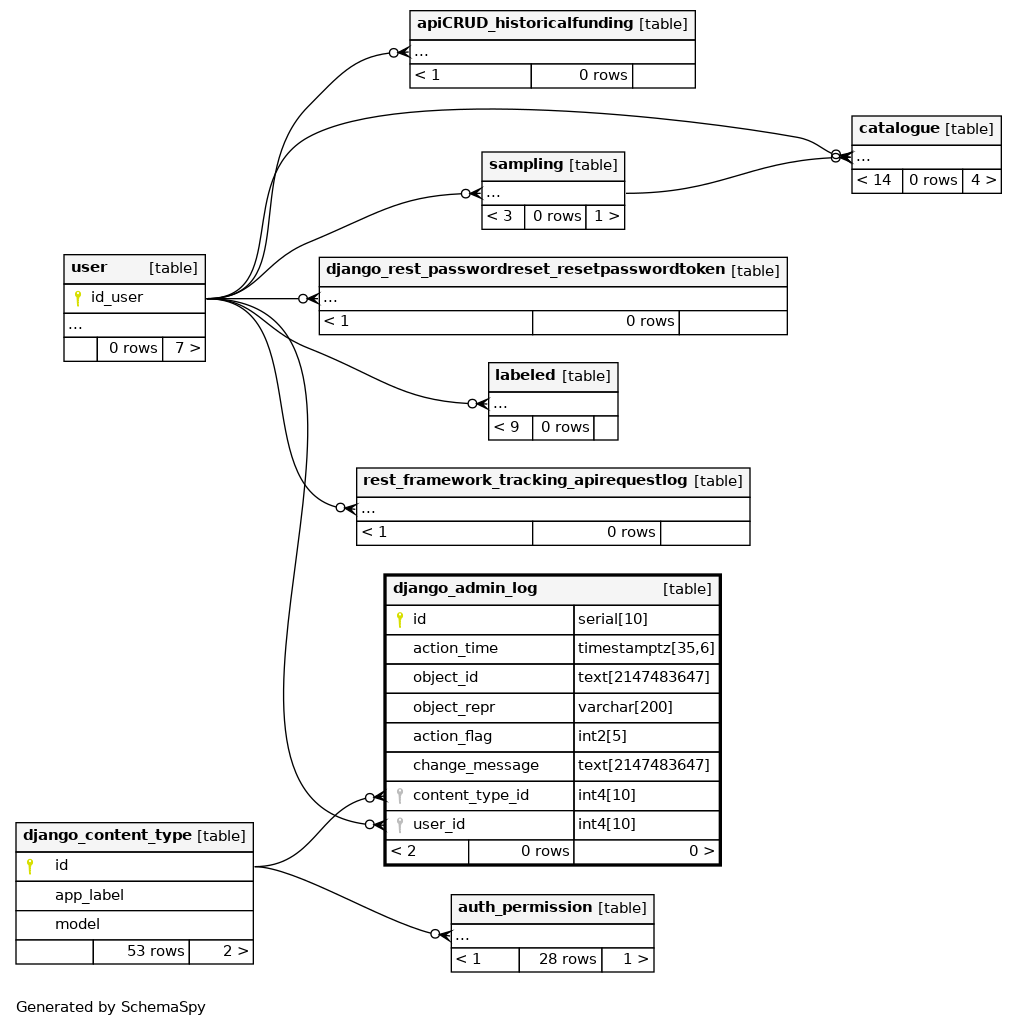 apiCRUD_historicalfunding [table]
...
< 1 0 rows
catalogue [table]
...
< 14 0 rows 4 >
sampling [table]
...
< 3 0 rows 1 >
user [table]
id_user
...
0 rows 7 >
django_rest_passwordreset_resetpasswordtoken [table]
...
< 1 0 rows
labeled [table]
...
< 9 0 rows
rest_framework_tracking_apirequestlog [table]
...
< 1 0 rows
django_admin_log [table]
id serial[10]
action_time timestamptz[35,6]
object_id text[2147483647]
object_repr varchar[200]
action_flag int2[5]
change_message text[2147483647]
content_type_id int4[10]
user_id int4[10]
< 2 0 rows 0 >
django_content_type [table]
id
app_label
model
53 rows 2 >
auth_permission [table]
...
< 1 28 rows 1 >
Generated by SchemaSpy